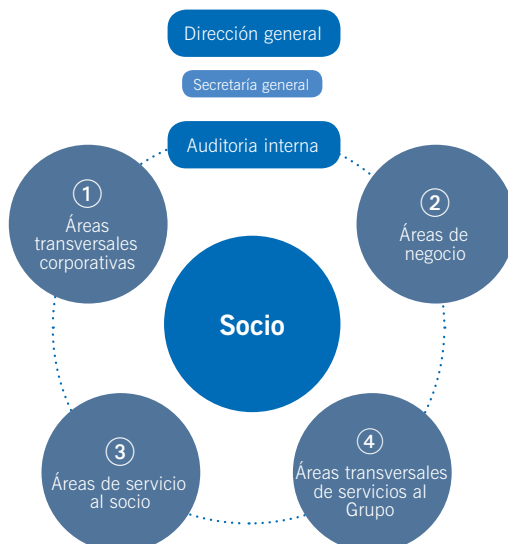 Dirección general
Secretaría general
Auditoria interna
①
Áreas
transversales
corporativas
②
Áreas de
negocio
Socio
③
Áreas de servicio
al socio
④
Áreas transversales
de servicios al
Grupo